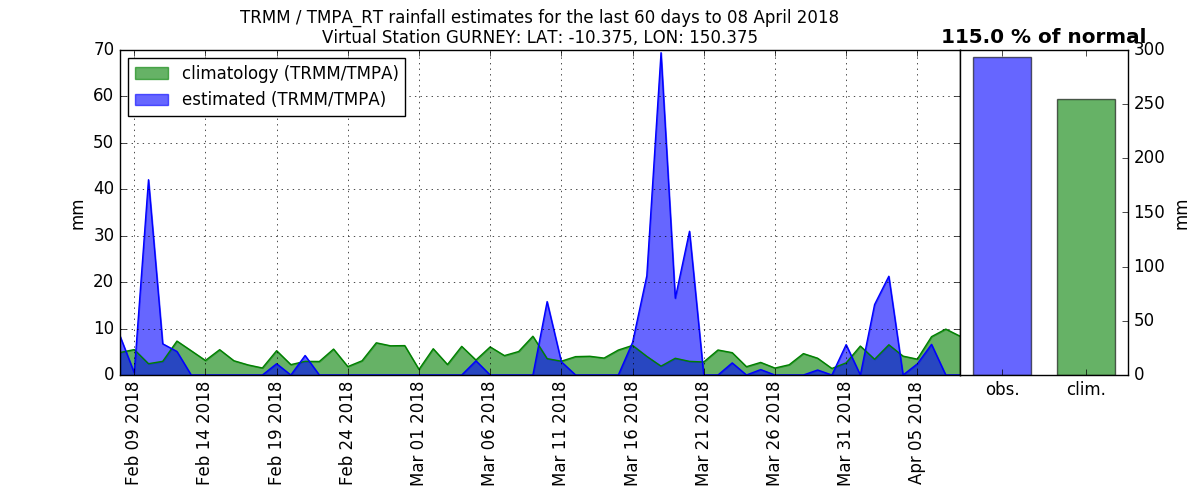 TRMM / TMPA_RT rainfall estimates for the last 60 days to 08 April 2018
Virtual Station GURNEY: LAT: -10.375, LON: 150.375
115.0 % of normal
climatology (TRMM/TMPA)
estimated (TRMM/TMPA)
70
60
50
40
30
20
10
0
mm
Feb 09 2018
Feb 14 2018
Feb 19 2018
Feb 24 2018
Mar 01 2018
Mar 06 2018
Mar 11 2018
Mar 16 2018
Mar 21 2018
Mar 26 2018
Mar 31 2018
Apr 05 2018
obs.
clim.
300
250
200
150
100
50
0
mm